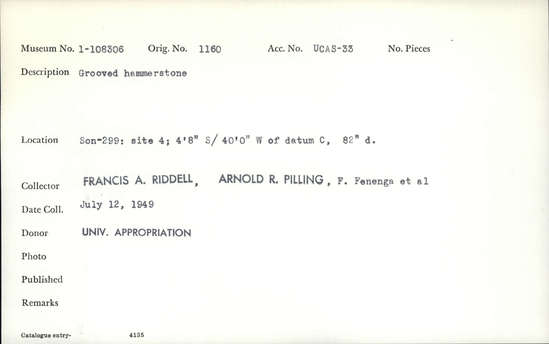 Museum No. 1-108306 Orig. No. 1160 Acc. No. UCAS-33 No. Pieces
Description Grooved hammerstone
Location Son-299: site 4; 4'8" S/ 40'0" W of datum C, 82" d.
Collector FRANCIS A. RIDDELL, ARNOLD R. PILLING, F. Fenenga et al
Date Coll. July 12, 1949
Donor UNIV. APPROPRIATION
Photo
Published
Remarks
Catalogue entry- 4155